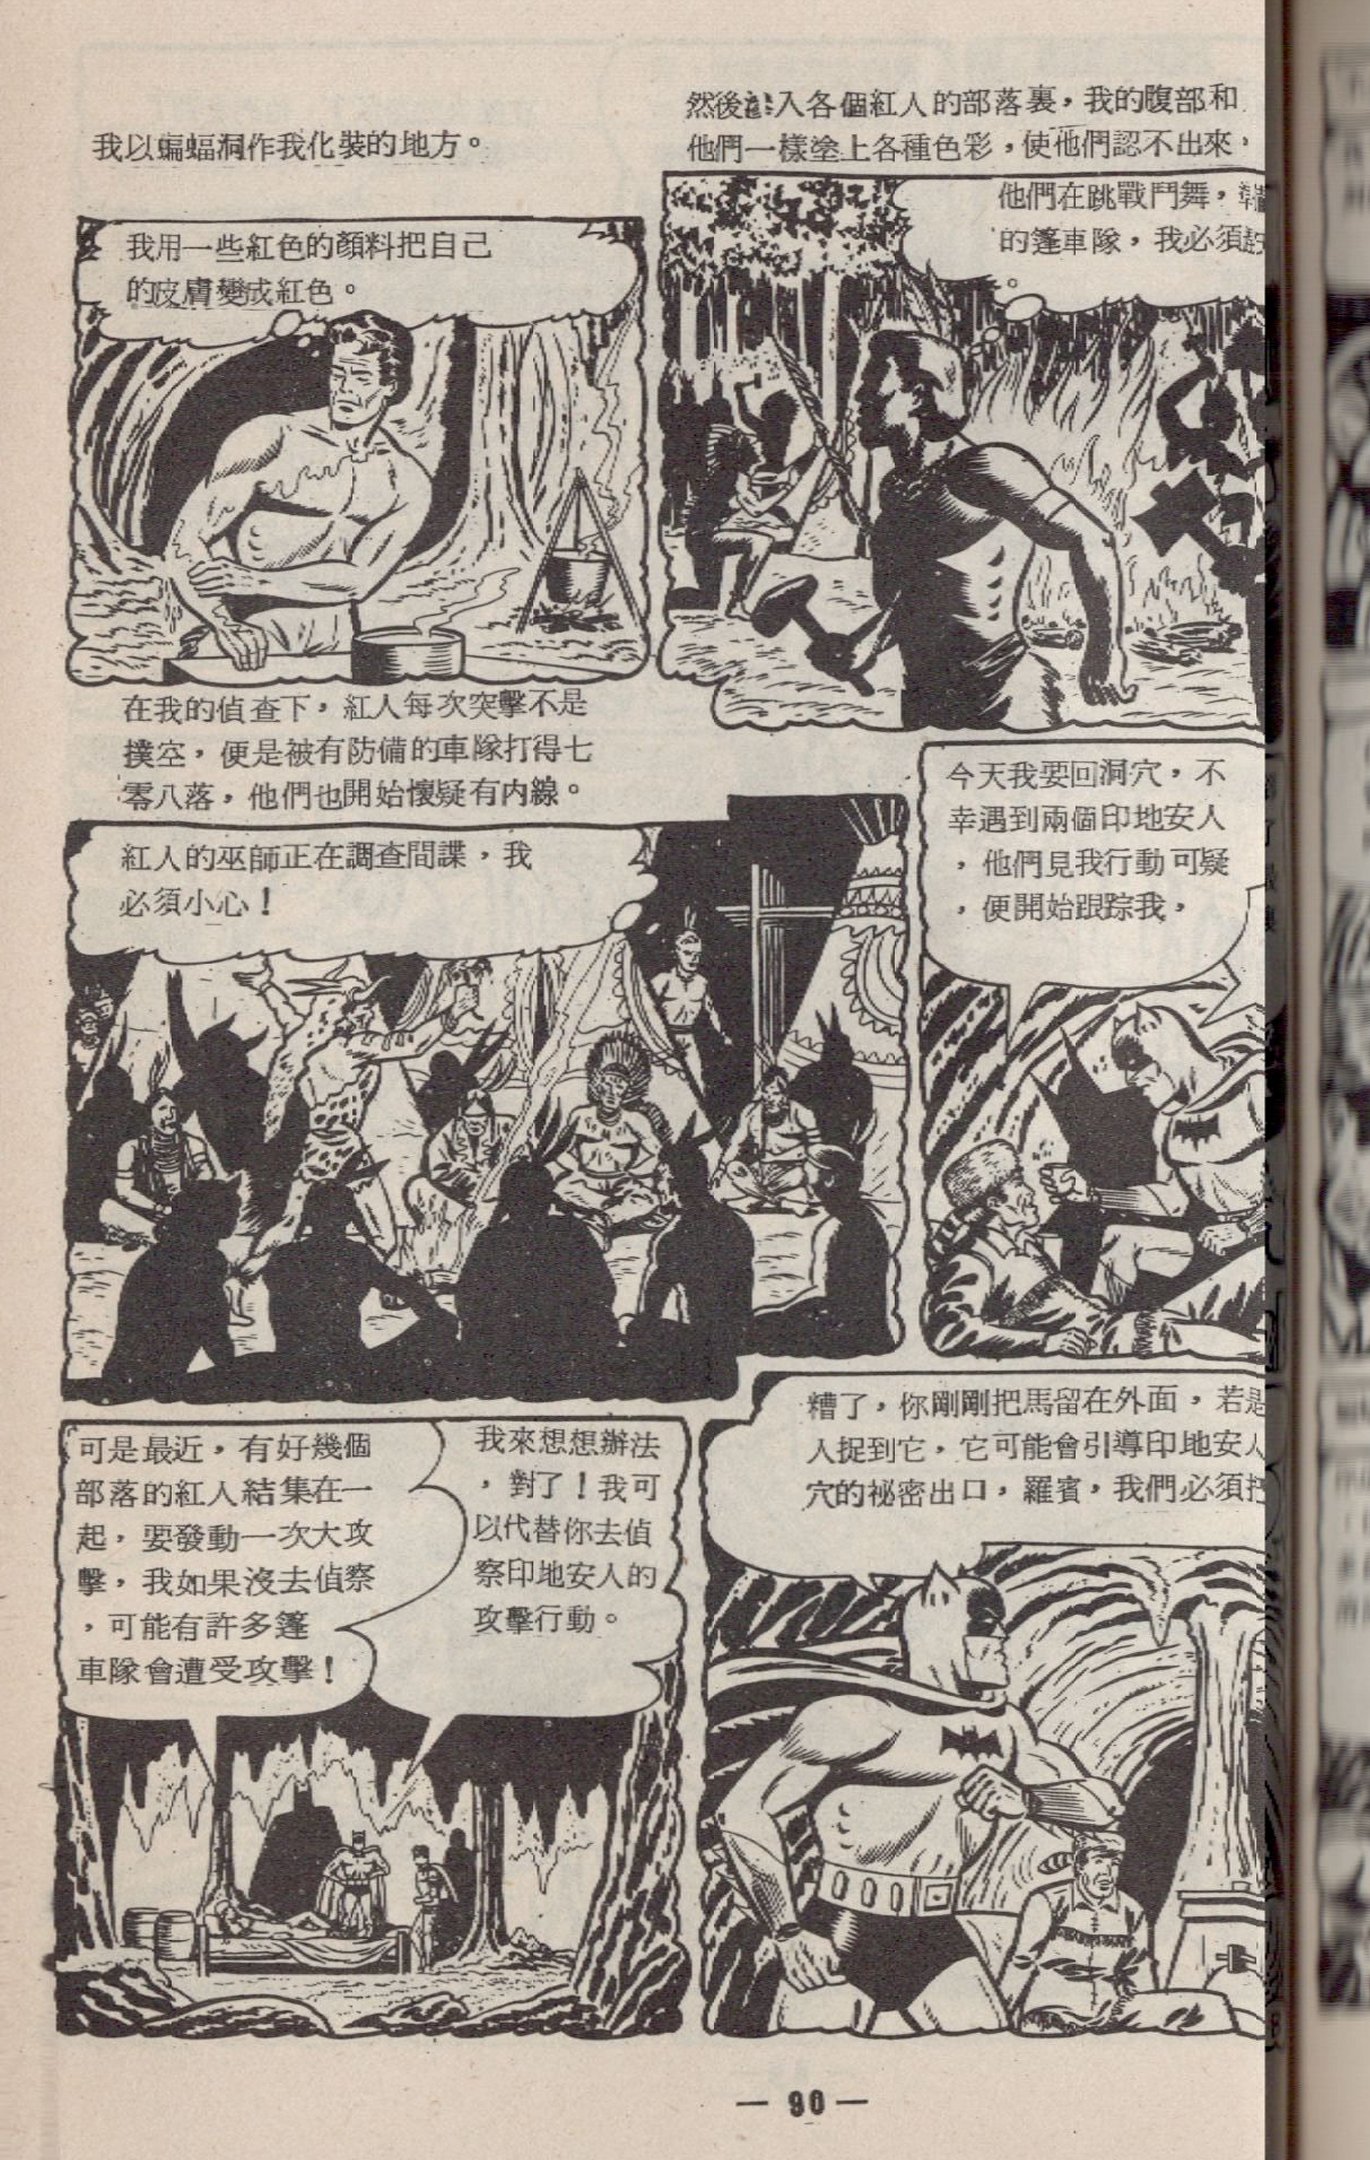 我以蝙蝠洞作我化裝的地方。
我用一些紅色的顏料把自己
的皮膚變成紅色。
然後入各個紅人的部落裏，我的腹部和
他們一樣塗上各種色彩，使他們認不出來，
他們在跳戰鬥舞，準
的篷車隊，我必須
。
在我的偵查下，紅人每次突擊不是
撲空，便是被有防備的車隊打得七
零八落，他們也開始懷疑有內線。
紅人的巫師正在調查間諜，我
必須小心！
今天我要回洞穴，不
幸遇到兩個印地安人
，他們見我行動可疑
，便開始跟踪我，
可是最近，有好幾個
部落的紅人結集在一
起，要發動一次大攻
擊，我如果沒去偵察
，可能有許多篷
車隊會遭受攻擊！
我來想想辦法
，對了！我可
以代替你去偵
察印地安人的
攻擊行動。
糟了，你剛剛把馬留在外面，若是
人捉到它，它可能會引導印地安人
穴的祕密出口，羅賓，我們必須把
— 90 —